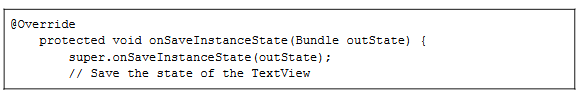 @Override
    protected void onSaveInstanceState(Bundle outState) {
        super.onSaveInstanceState(outState);
        // Save the state of the TextView